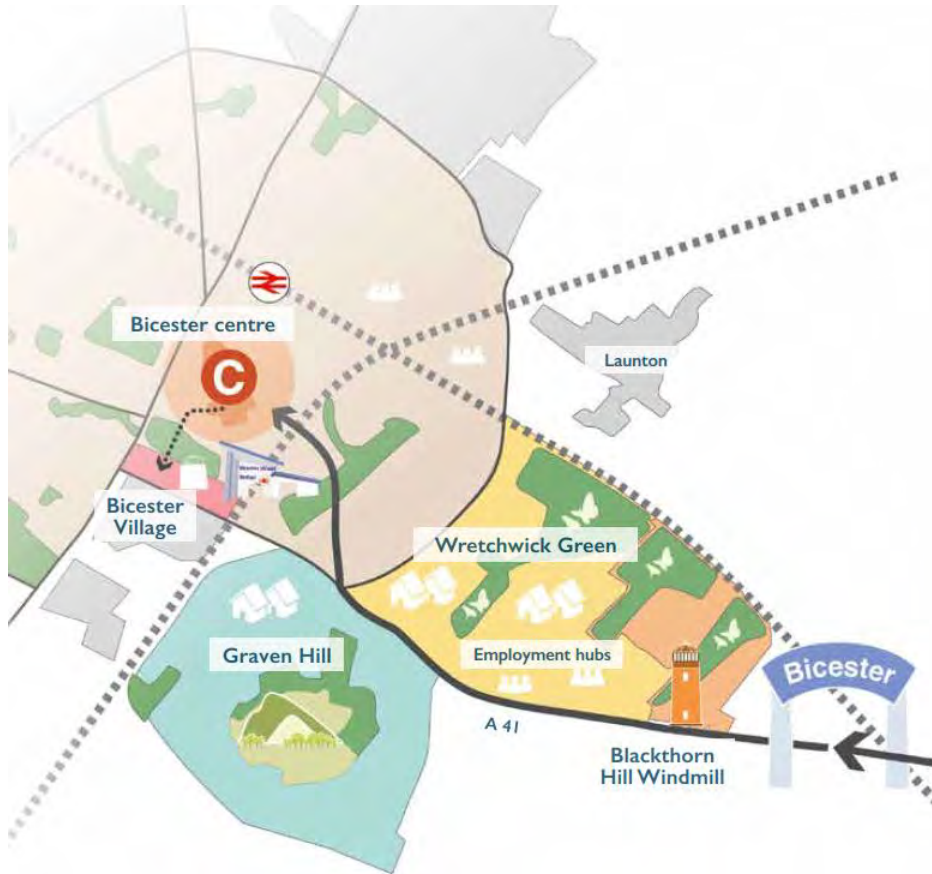 Bicester centre
C
Launton
Bicester
Village
Wretchwick Green
Graven Hill
Employment hubs
A 41
Blackthorn
Hill Windmill
Bicester